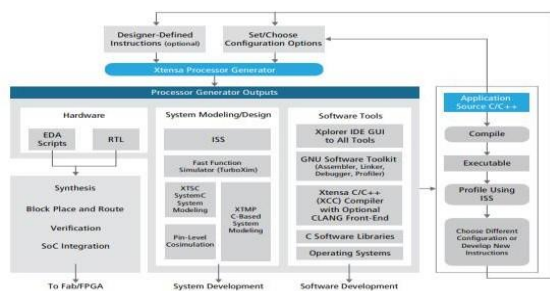 Designer-Defined
Instructions (optional)
Set/Choose
Configuration Options
Xtensa Processor Generator
Processor Generator Outputs
Hardware
EDA
Scripts
RTL
Synthesis
Block Place and Route
Verification
SoC Integration
To Fab/FPGA
System Modeling/Design
ISS
Fast Function
Simulator (TurboXim)
XTSC
SystemC
System
Modeling
XTMP
C-Based
System
Modeling
Pin-Level
Cosimulation
System Development
Software Tools
Xplorer IDE GUI
to All Tools
GNU Software Toolkit
(Assembler, Linker,
Debugger, Profiler)
Xtensa C/C++
(XCC) Compiler
with Optional
CLANG Front-End
C Software Libraries
Operating Systems
Software Development
Application
Source C/C++
Compile
Executable
Profile Using
ISS
Choose Different
Configuration or
Develop New
Instructions